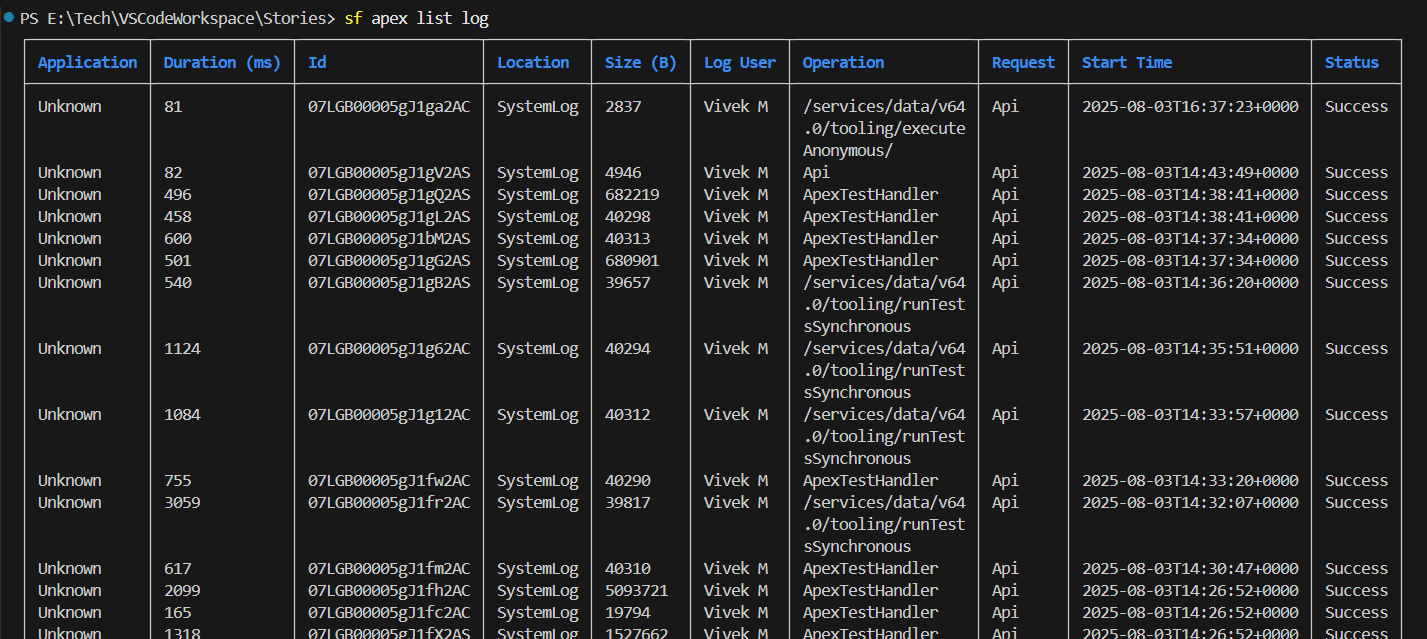 PS E:\Tech\VSCodeWorkspace\Stories> sf apex list log
Application Duration (ms) Id Location Size (B) Log User Operation Request Start Time Status
Unknown 81 07LGB00005gJ1ga2AC SystemLog 2837 Vivek M /services/data/v64 Api 2025-08-03T16:37:23+0000 Success
.0/tooling/execute
Anonymous/
Unknown 82 07LGB00005gJ1gV2AS SystemLog 4946 Vivek M Api Api 2025-08-03T14:43:49+0000 Success
Unknown 496 07LGB00005gJ1gQ2AS SystemLog 682219 Vivek M ApexTestHandler Api 2025-08-03T14:38:41+0000 Success
Unknown 458 07LGB00005gJ1gL2AS SystemLog 40298 Vivek M ApexTestHandler Api 2025-08-03T14:38:41+0000 Success
Unknown 600 07LGB00005gJ1bM2AS SystemLog 40313 Vivek M ApexTestHandler Api 2025-08-03T14:37:34+0000 Success
Unknown 501 07LGB00005gJ1gG2AS SystemLog 680901 Vivek M ApexTestHandler Api 2025-08-03T14:37:34+0000 Success
Unknown 540 07LGB00005gJ1gB2AS SystemLog 39657 Vivek M /services/data/v64 Api 2025-08-03T14:36:20+0000 Success
.0/tooling/runTest
sSynchronous
Unknown 1124 07LGB00005gJ1g62AC SystemLog 40294 Vivek M /services/data/v64 Api 2025-08-03T14:35:51+0000 Success
.0/tooling/runTest
sSynchronous
Unknown 1084 07LGB00005gJ1g12AC SystemLog 40312 Vivek M /services/data/v64 Api 2025-08-03T14:33:57+0000 Success
.0/tooling/runTest
sSynchronous
Unknown 755 07LGB00005gJ1fw2AC SystemLog 40290 Vivek M ApexTestHandler Api 2025-08-03T14:33:20+0000 Success
Unknown 3059 07LGB00005gJ1fr2AC SystemLog 39817 Vivek M /services/data/v64 Api 2025-08-03T14:32:07+0000 Success
.0/tooling/runTest
sSynchronous
Unknown 617 07LGB00005gJ1fm2AC SystemLog 40310 Vivek M ApexTestHandler Api 2025-08-03T14:30:47+0000 Success
Unknown 2099 07LGB00005gJ1fh2AC SystemLog 5093721 Vivek M ApexTestHandler Api 2025-08-03T14:26:52+0000 Success
Unknown 165 07LGB00005gJ1fc2AC SystemLog 19794 Vivek M ApexTestHandler Api 2025-08-03T14:26:52+0000 Success
Unknown 1318 07LGB00005gJ1fX2AS SystemLog 1527662 Vivek M ApexTestHandler Api 2025-08-03T14:26:52+0000 Success